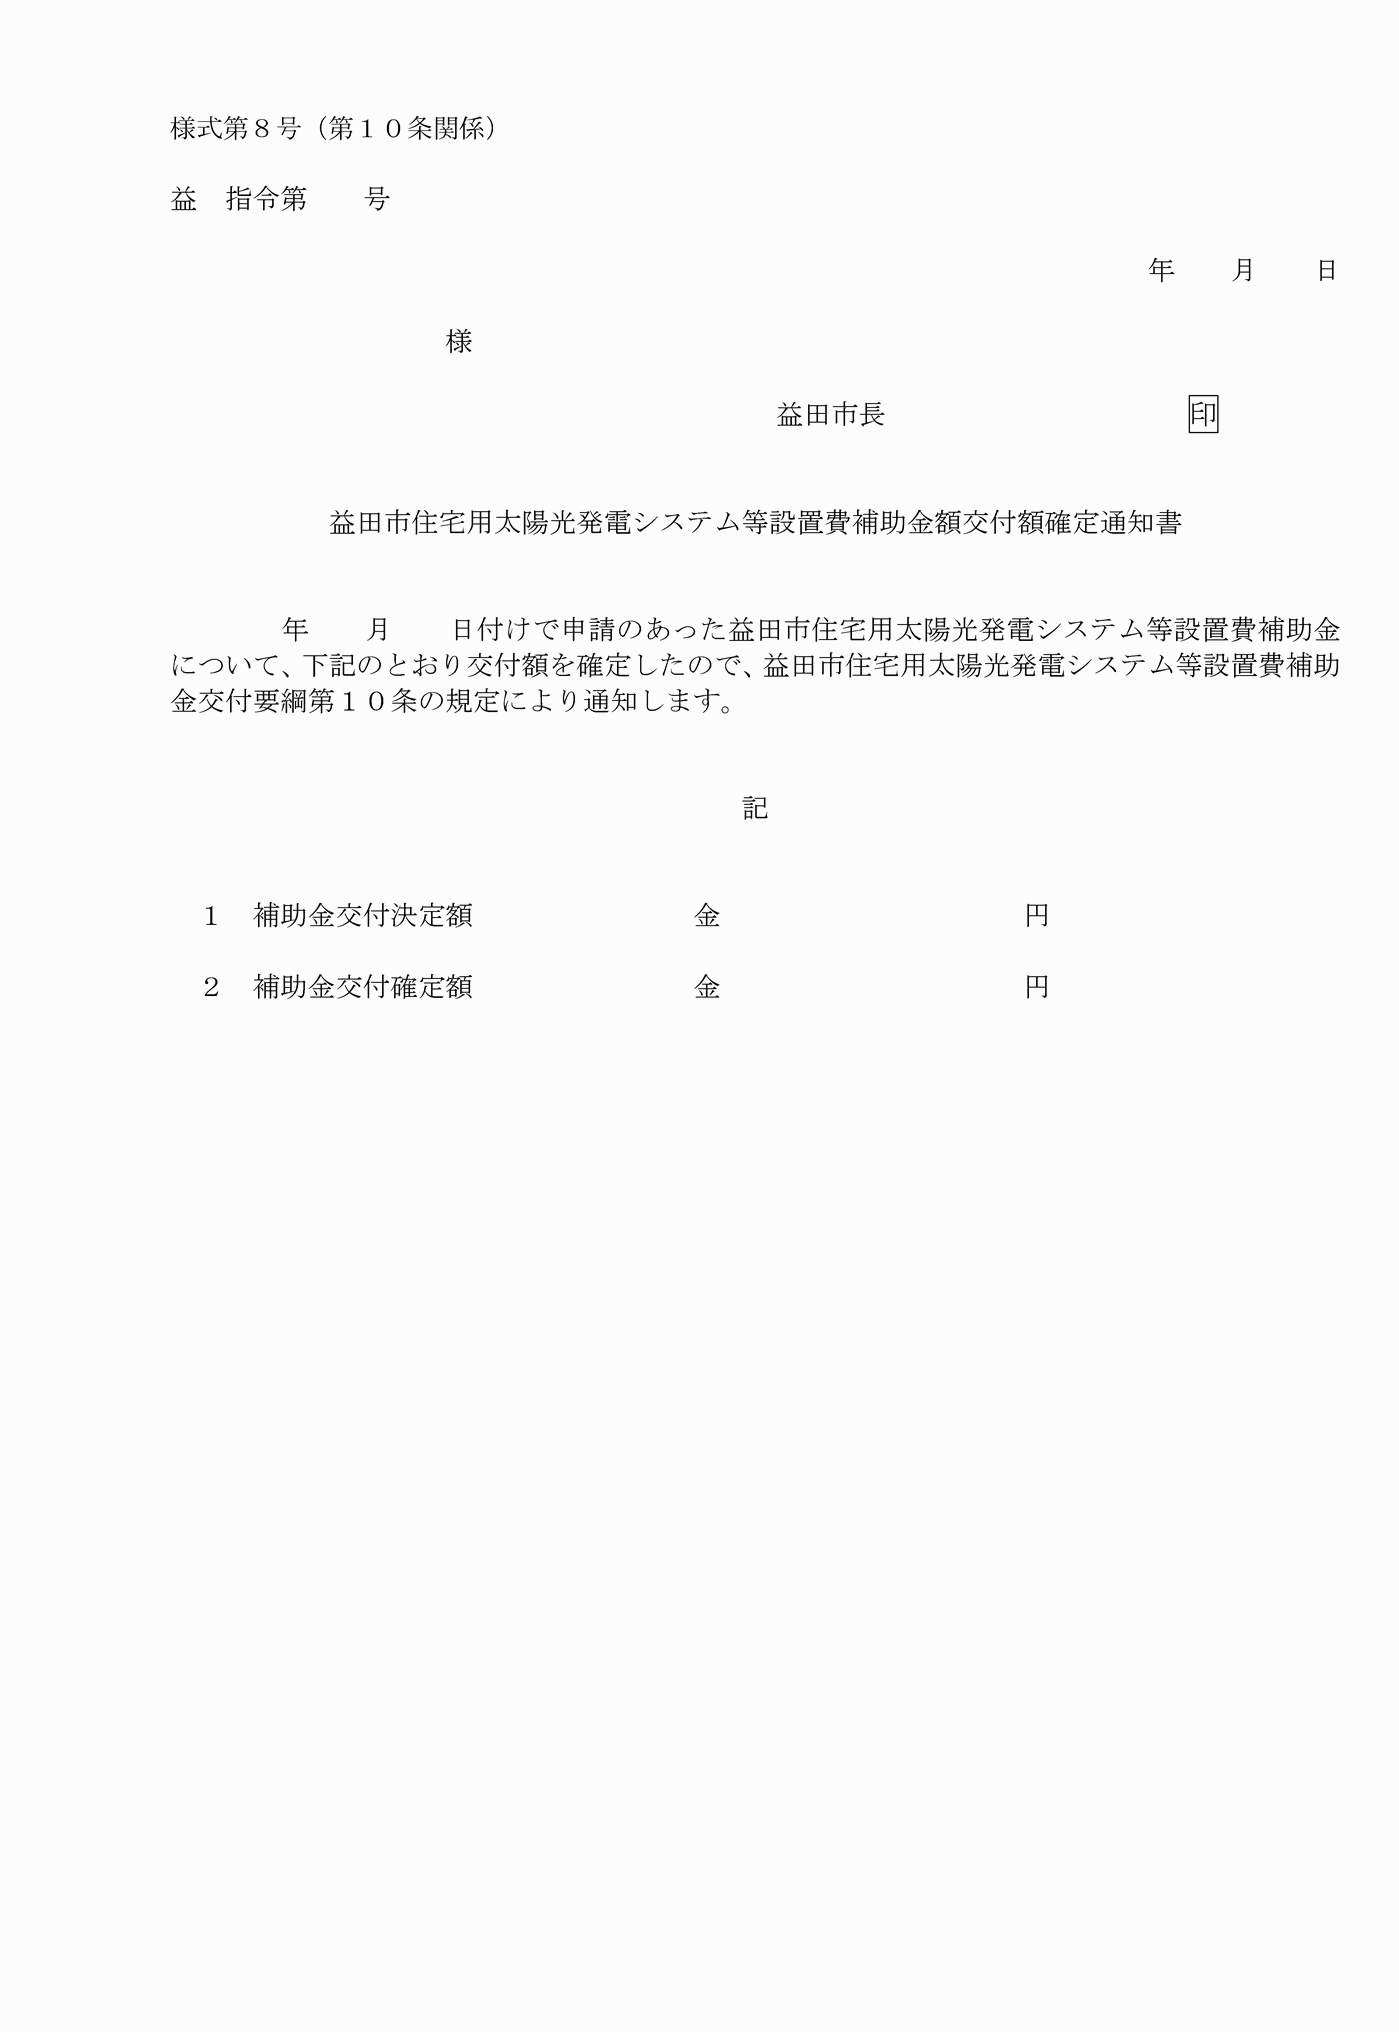 様式第８号（第１０条関係）
益　指令第　　号
年　　月　　日
様
益田市長　　　　　　　　　　　印
益田市住宅用太陽光発電システム等設置費補助金額交付額確定通知書
年　　月　　日付けで申請のあった益田市住宅用太陽光発電システム等設置費補助金
について、下記のとおり交付額を確定したので、益田市住宅用太陽光発電システム等設置費補助
金交付要綱第１０条の規定により通知します。
記
１　補助金交付決定額　　　　　　　　金　　　　　　　　　　　円
２　補助金交付確定額　　　　　　　　金　　　　　　　　　　　円